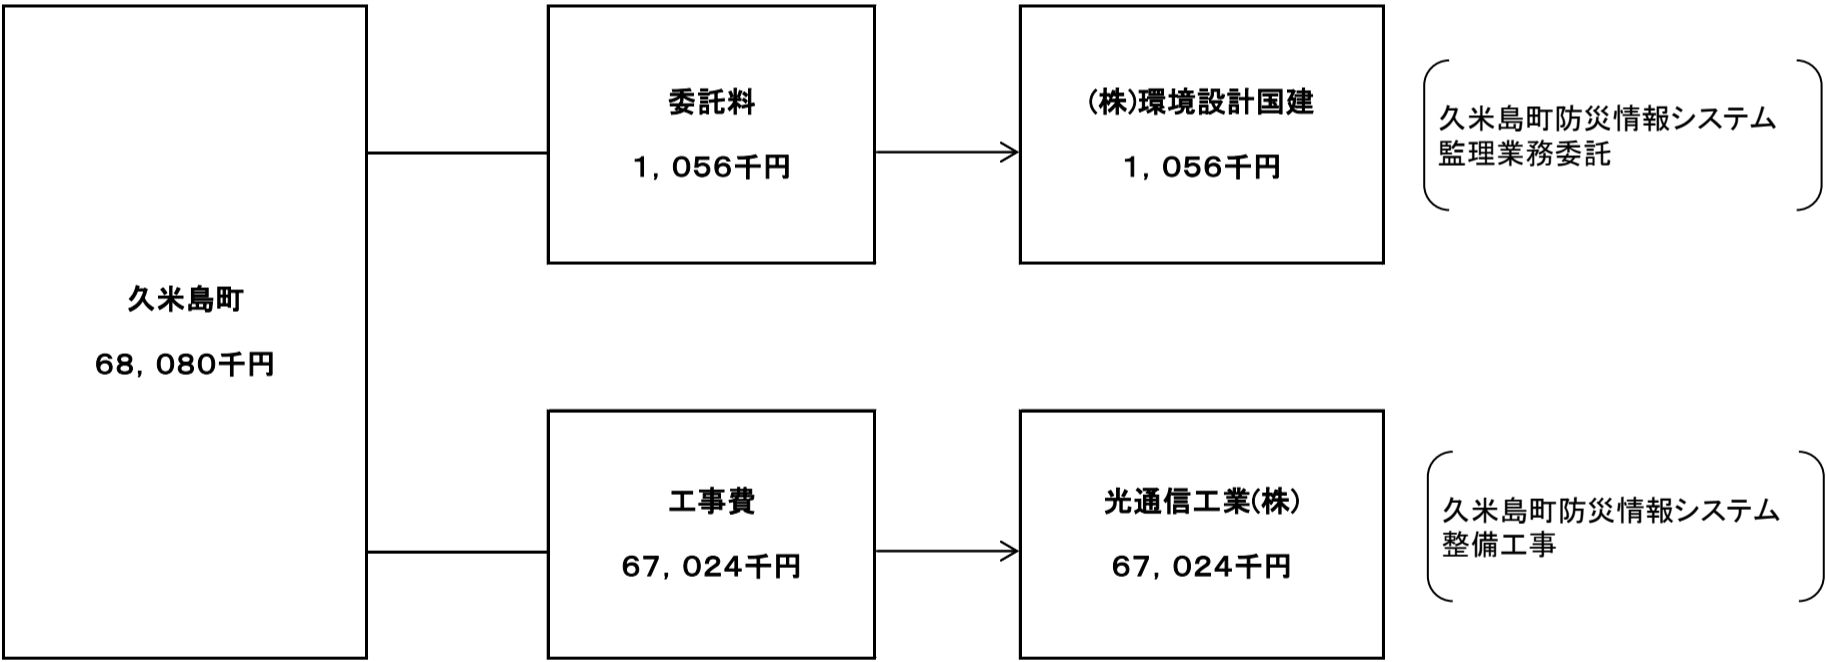 久米島町
68,080千円
委託料
1,056千円
(株)環境設計国建
1,056千円
久米島町防災情報システム
監理業務委託
工事費
67,024千円
光通信工業(株)
67,024千円
久米島町防災情報システム
整備工事